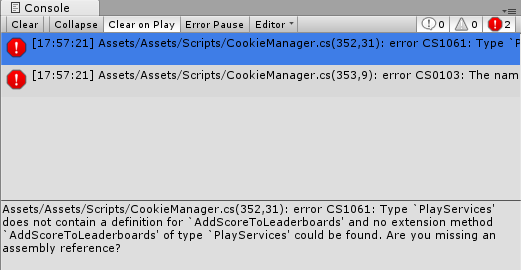 Console
Clear Collapse Clear on Play Error Pause Editor 0 0 2
[17:57:21] Assets/Assets/Scripts/CookieManager.cs(352,31): error CS1061: Type `P
[17:57:21] Assets/Assets/Scripts/CookieManager.cs(353,9): error CS0103: The nam
Assets/Assets/Scripts/CookieManager.cs(352,31): error CS1061: Type `PlayServices'
does not contain a definition for `AddScoreToLeaderboards' and no extension method
`AddScoreToLeaderboards' of type `PlayServices' could be found. Are you missing an
assembly reference?